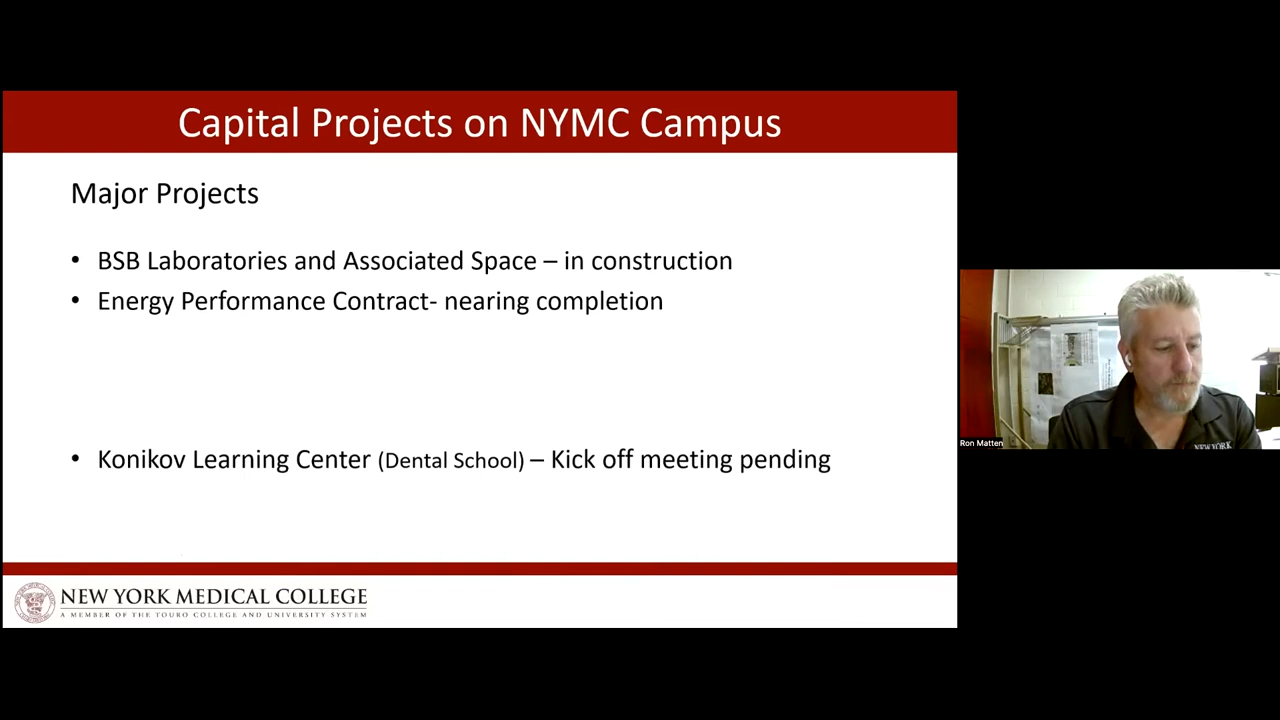 Capital Projects on NYMC Campus
Major Projects
• BSB Laboratories and Associated Space – in construction
• Energy Performance Contract- nearing completion
• Konikov Learning Center (Dental School) – Kick off meeting pending
NEW YORK MEDICAL COLLEGE
A MEMBER OF THE TOURO COLLEGE AND UNIVERSITY SYSTEM
Ron Matten
NEW YORK